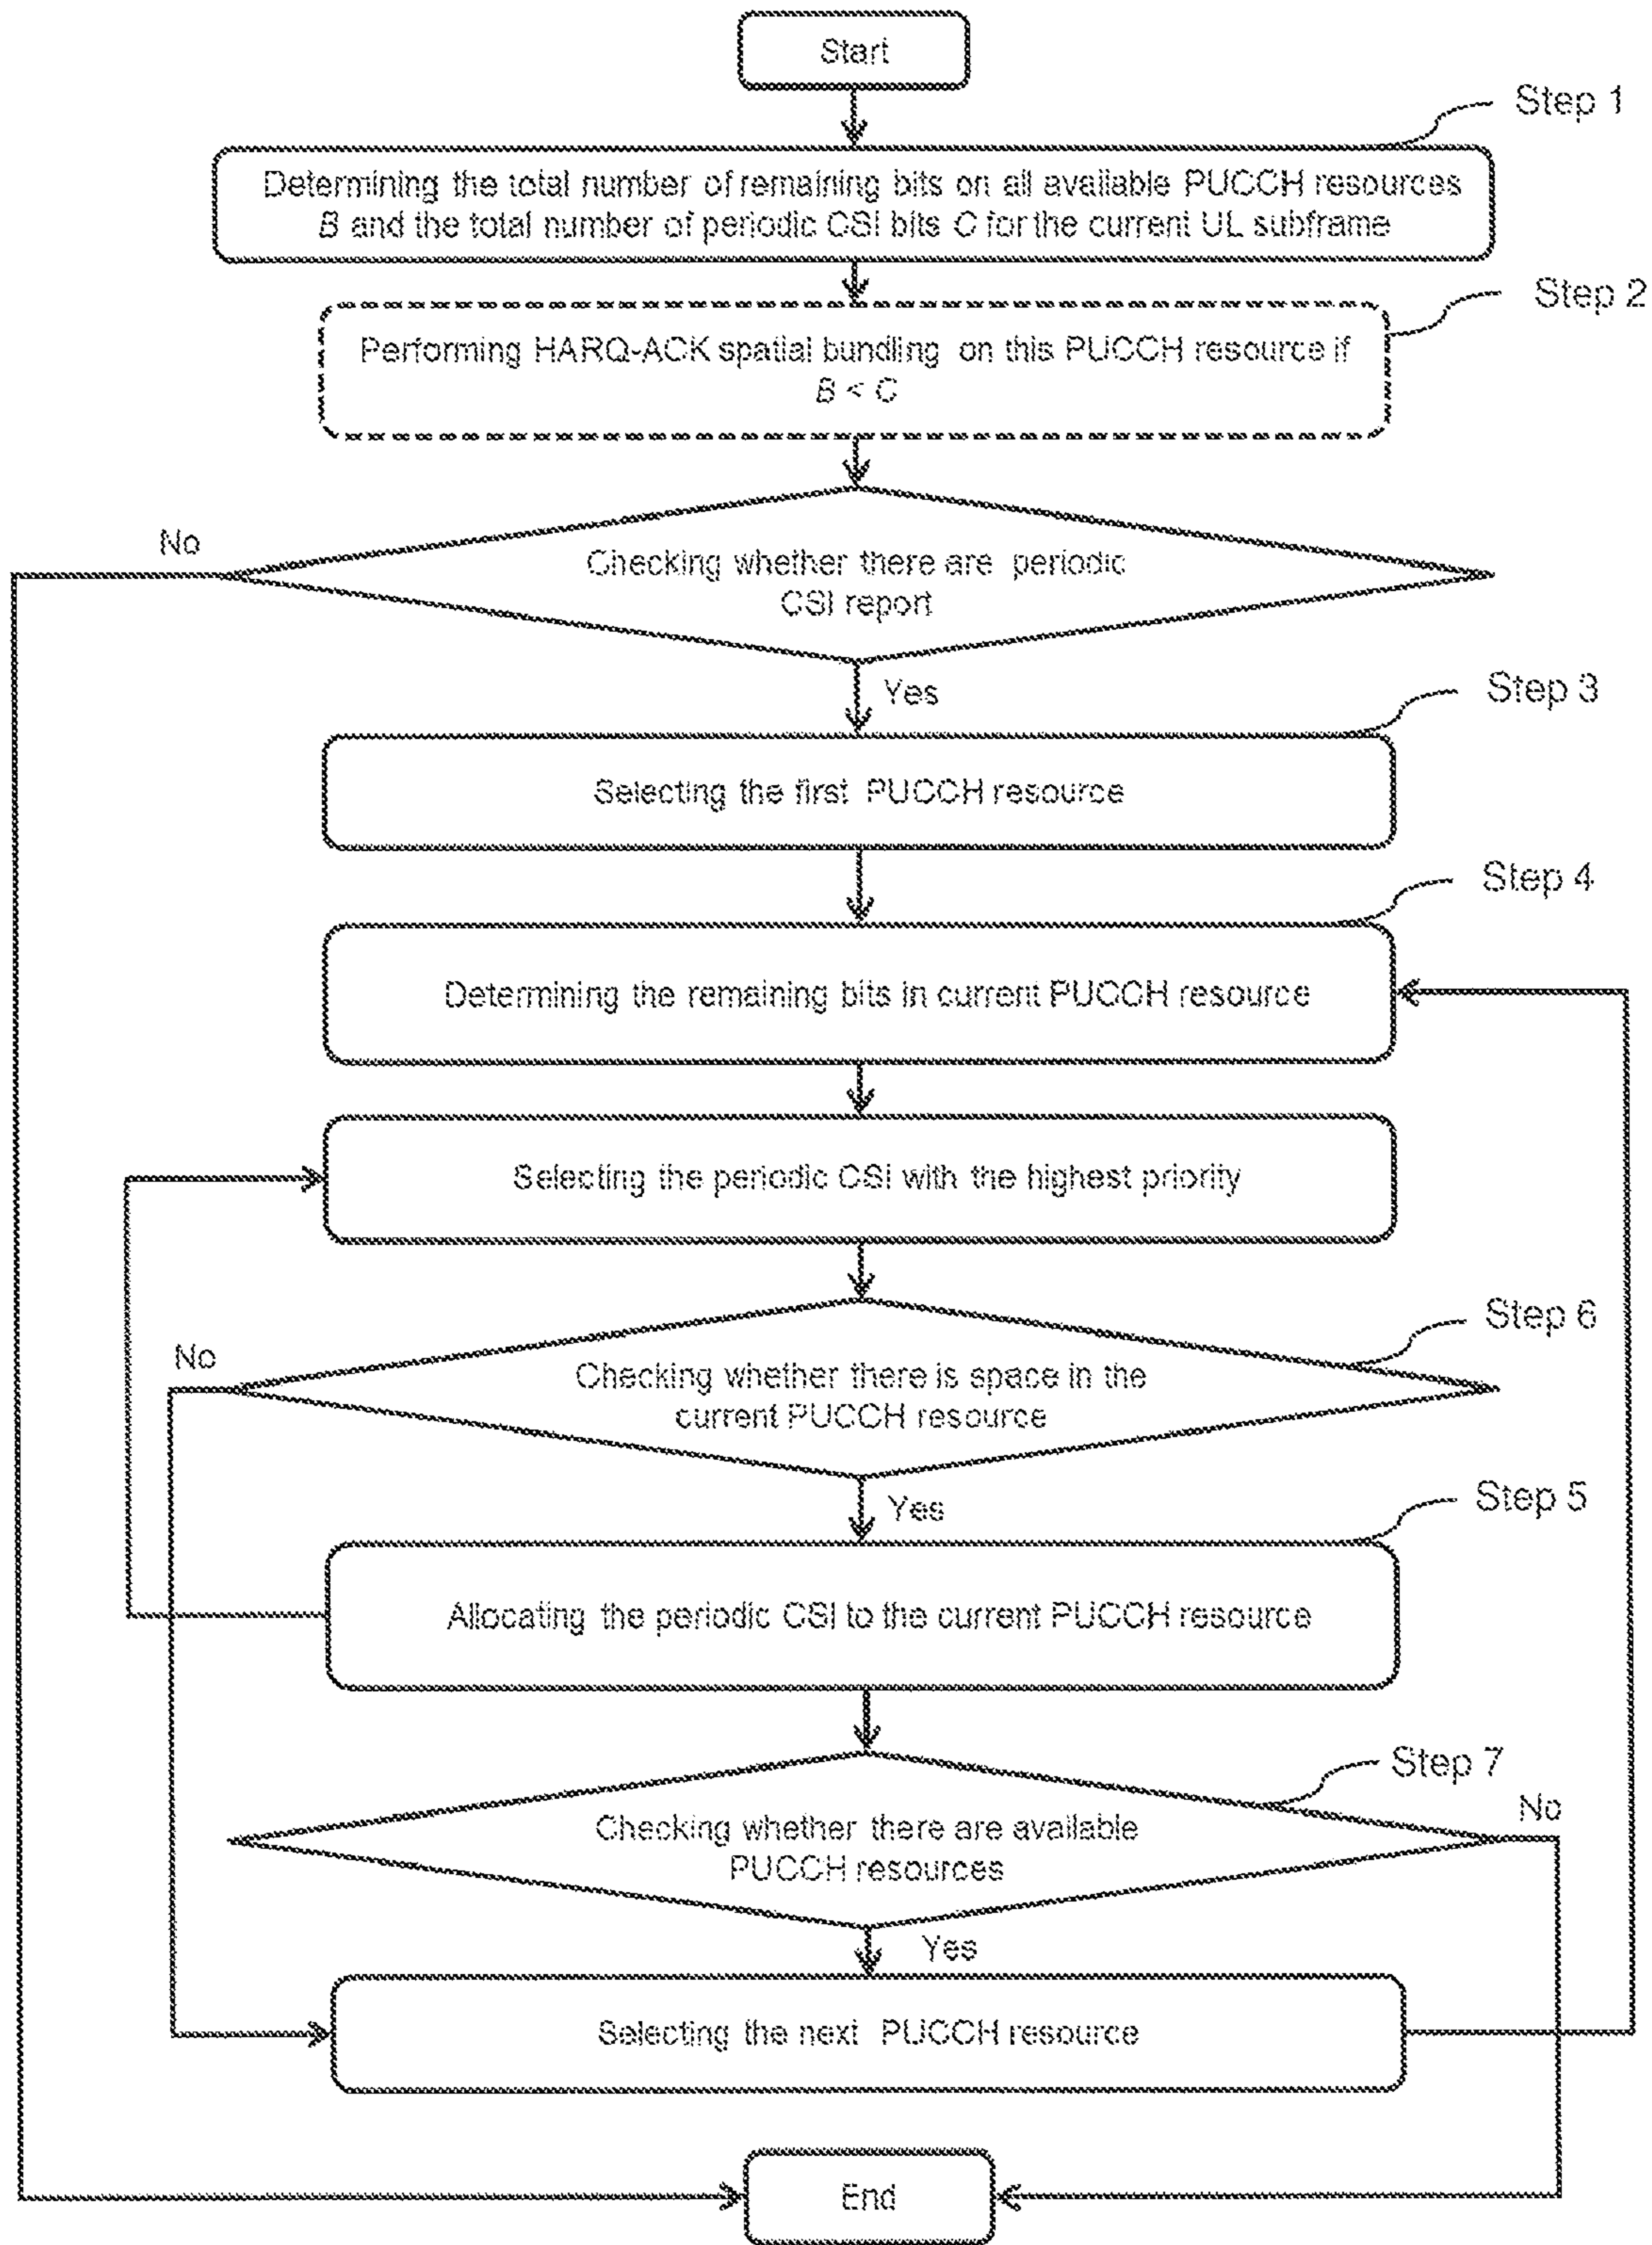 Start
Step 1
Determining the total number of remaining bits on all available PUCCH resources
B and the total number of periodic CSI bits C for the current UL subframe
Step 2
Performing HARQ-ACK spatial bundling on this PUCCH resource if
B < C
No
Checking whether there are periodic
CSI report
Yes
Step 3
Selecting the first PUCCH resource
Step 4
Determining the remaining bits in current PUCCH resource
Selecting the periodic CSI with the highest priority
Step 6
No
Checking whether there is space in the
current PUCCH resource
Yes
Step 5
Allocating the periodic CSI to the current PUCCH resource
Step 7
No
Checking whether there are available
PUCCH resources
Yes
Selecting the next PUCCH resource
End